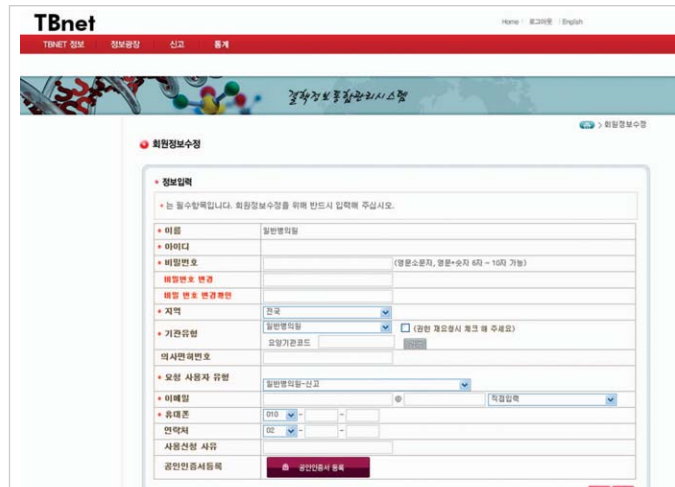 TBnet
Home 로그아웃 English
TBNET 정보 정보광장 신고 통계
결핵정보통합관리시스템
> 회원정보수정
회원정보수정
• 정보입력
• 는 필수항목입니다. 회원정보수정를 위해 반드시 입력해 주십시오.
• 이름 일반병의원
• 아이디
• 비밀번호 (영문소문자, 영문+숫자 6자 ~ 10자 가능)
비밀번호 변경
비밀 번호 변경확인
• 지역 전국
• 기관유형 일반병의원 (권한 재요청시 체크 해 주세요)
요양기관코드
의사면허번호
• 요청 사용자 유형 일반병의원-신고
• 이메일 @ 직접입력
• 휴대폰 010 - -
연락처 02 - -
사용신청 사유
공인인증서등록 공인인증서 등록